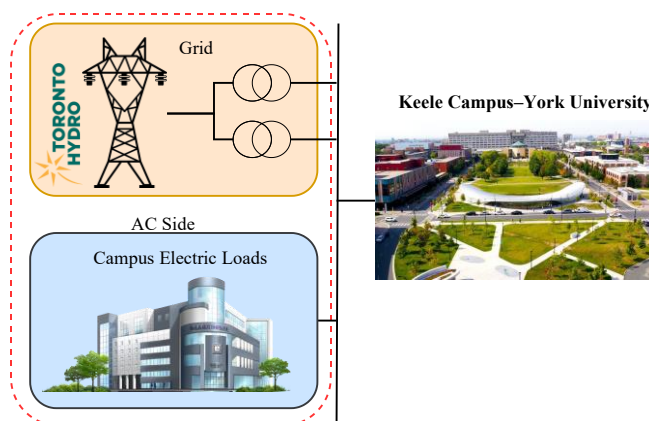 Grid
TORONTO
HYDRO
Keele Campus–York University
AC Side
Campus Electric Loads